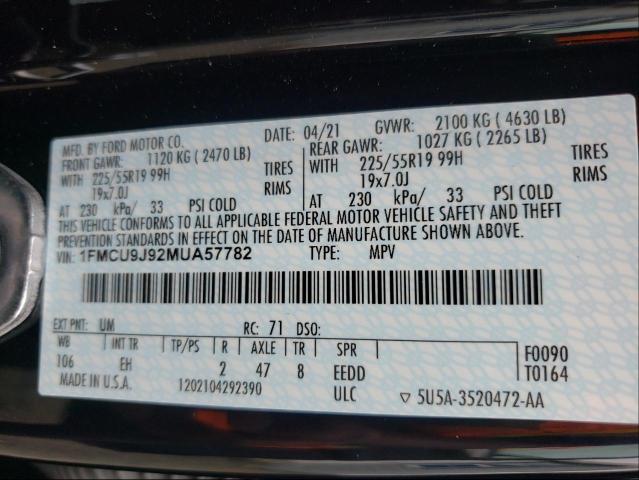 MFD. BY FORD MOTOR CO. DATE: 04/21 GVWR: 2100 KG ( 4630 LB)
FRONT GAWR: 1120 KG ( 2470 LB) REAR GAWR: 1027 KG ( 2265 LB)
WITH 225/55R19 99H TIRES WITH 225/55R19 99H TIRES
19x7.0J RIMS 19x7.0J RIMS
AT 230 kPa/ 33 PSI COLD AT 230 kPa/ 33 PSI COLD
THIS VEHICLE CONFORMS TO ALL APPLICABLE FEDERAL MOTOR VEHICLE SAFETY AND THEFT
PREVENTION STANDARDS IN EFFECT ON THE DATE OF MANUFACTURE SHOWN ABOVE.
VIN: 1FMCU9J92MUA57782 TYPE: MPV
EXT PNT: UM RC: 71 DSO:
WB INT TR TP/PS R AXLE TR SPR F0090
106 EH 2 47 8 EEDD T0164
MADE IN U.S.A. 1202104292390 ULC ▽ 5U5A-3520472-AA